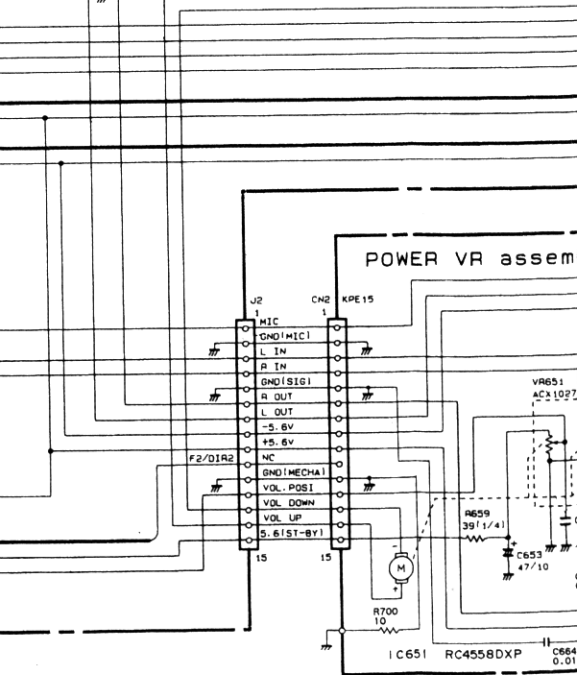 POWER VR assem
J2
CN2
KPE15
1
1
MIC
GND(MIC)
L IN
R IN
GND(SIG)
R OUT
L OUT
-5.6V
+5.6V
F2/DIR2
NC
GND(MECHA)
VOL.POSI
VOL DOWN
VOL UP
5.6(ST-BY)
15
15
VR651
ACX1027
R659
39(1/4)
+
C653
47/10
-
M
+
R700
10
IC651 RC4558DXP
C664
0.01